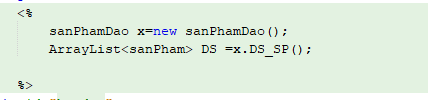 <%
sanPhamDao x=new sanPhamDao();
ArrayList<sanPham> DS =x.DS_SP();
%>